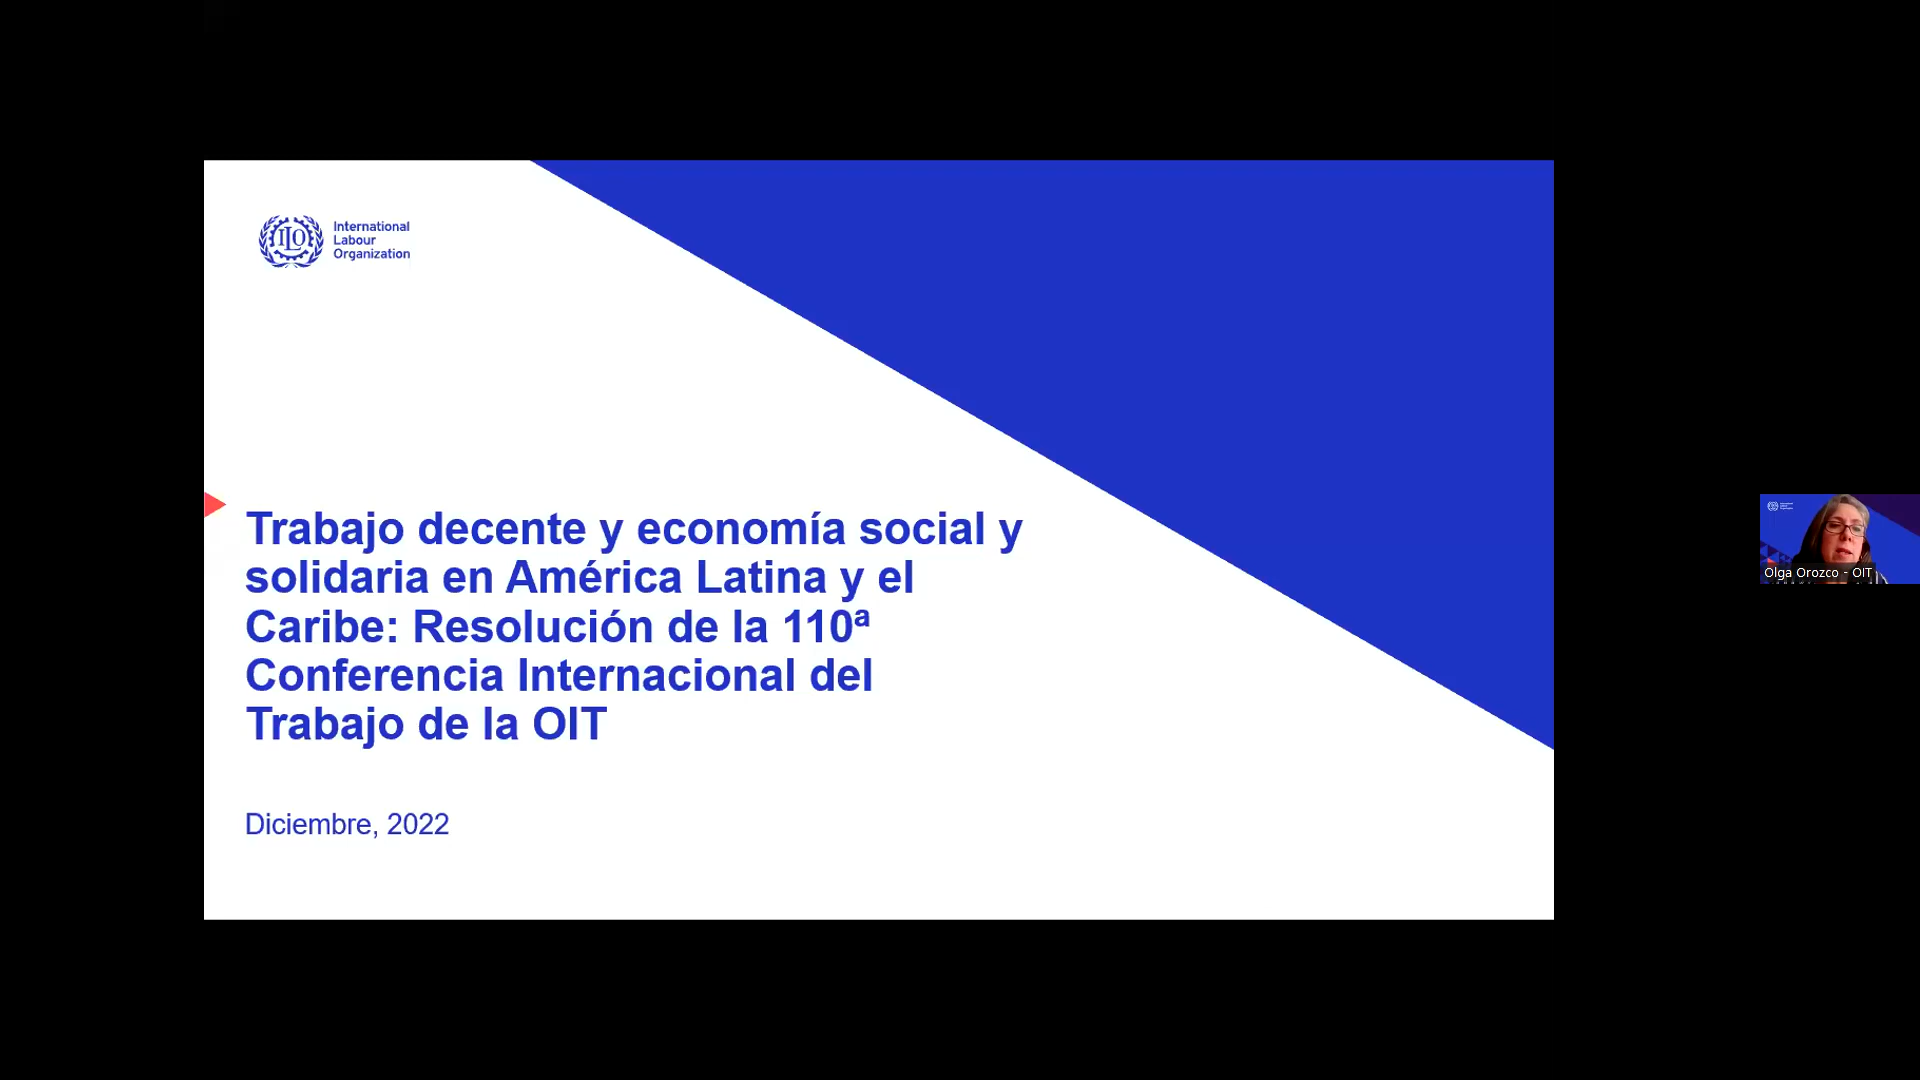 ILO
International
Labour
Organization
Trabajo decente y economía social y
solidaria en América Latina y el
Caribe: Resolución de la 110ª
Conferencia Internacional del
Trabajo de la OIT
Diciembre, 2022
Olga Orozco - OIT